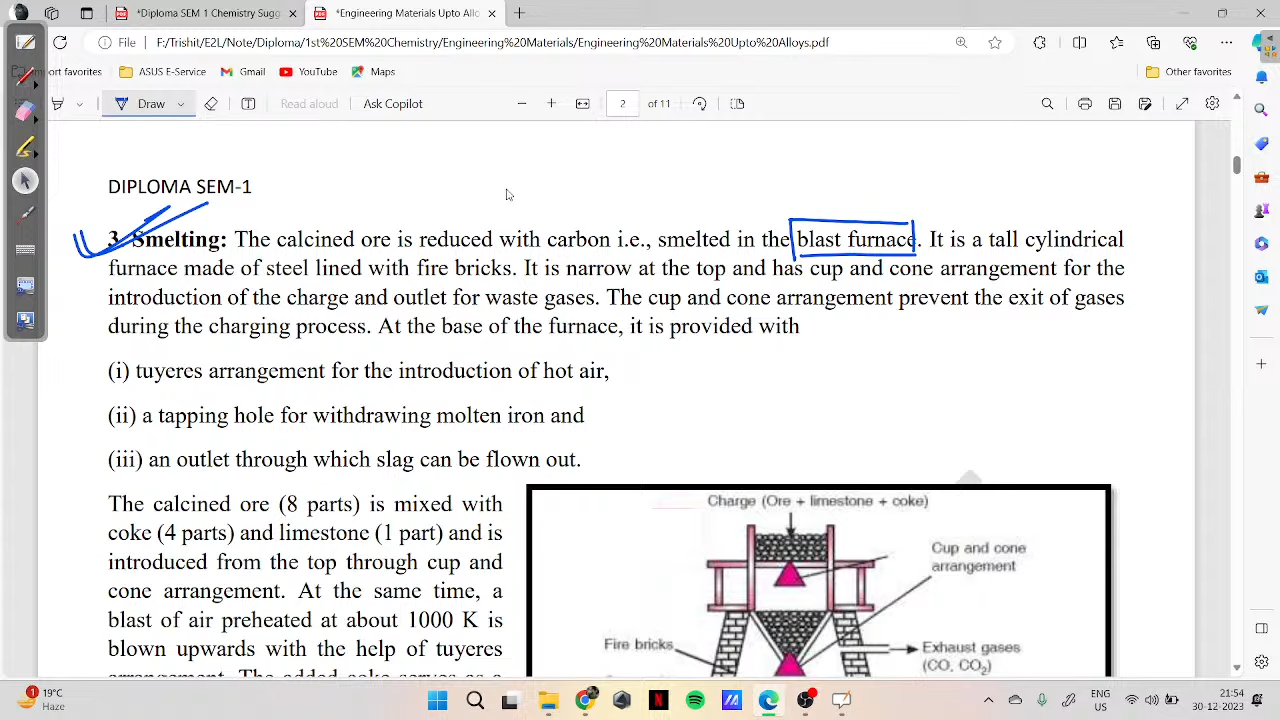 *DIPLOMA SEM 1 Chemistry Sugg
*Engineering Materials Upto Allo
File
F:/Trishit/E2L/Note/Diploma/1st%20SEM%20Chemistry/Engineering%20Materials/Engineering%20Materials%20Upto%20Alloys.pdf
mport favorites
ASUS E-Service
Gmail
YouTube
Maps
Other favorites
Draw
Read aloud
Ask Copilot
2
of 11
DIPLOMA SEM-1
3. Smelting: The calcined ore is reduced with carbon i.e., smelted in the blast furnace. It is a tall cylindrical
furnace made of steel lined with fire bricks. It is narrow at the top and has cup and cone arrangement for the
introduction of the charge and outlet for waste gases. The cup and cone arrangement prevent the exit of gases
during the charging process. At the base of the furnace, it is provided with
(i) tuyeres arrangement for the introduction of hot air,
(ii) a tapping hole for withdrawing molten iron and
(iii) an outlet through which slag can be flown out.
The calcined ore (8 parts) is mixed with
coke (4 parts) and limestone (1 part) and is
introduced from the top through cup and
cone arrangement. At the same time, a
blast of air preheated at about 1000 K is
blown upwards with the help of tuyeres
arrangement. The added coke serves as a
Charge (Ore + limestone + coke)
Cup and cone
arrangement
Fire bricks
Exhaust gases
(CO, CO₂)
1
19°C
Haze
ENG
IN
21:54
30-12-2023